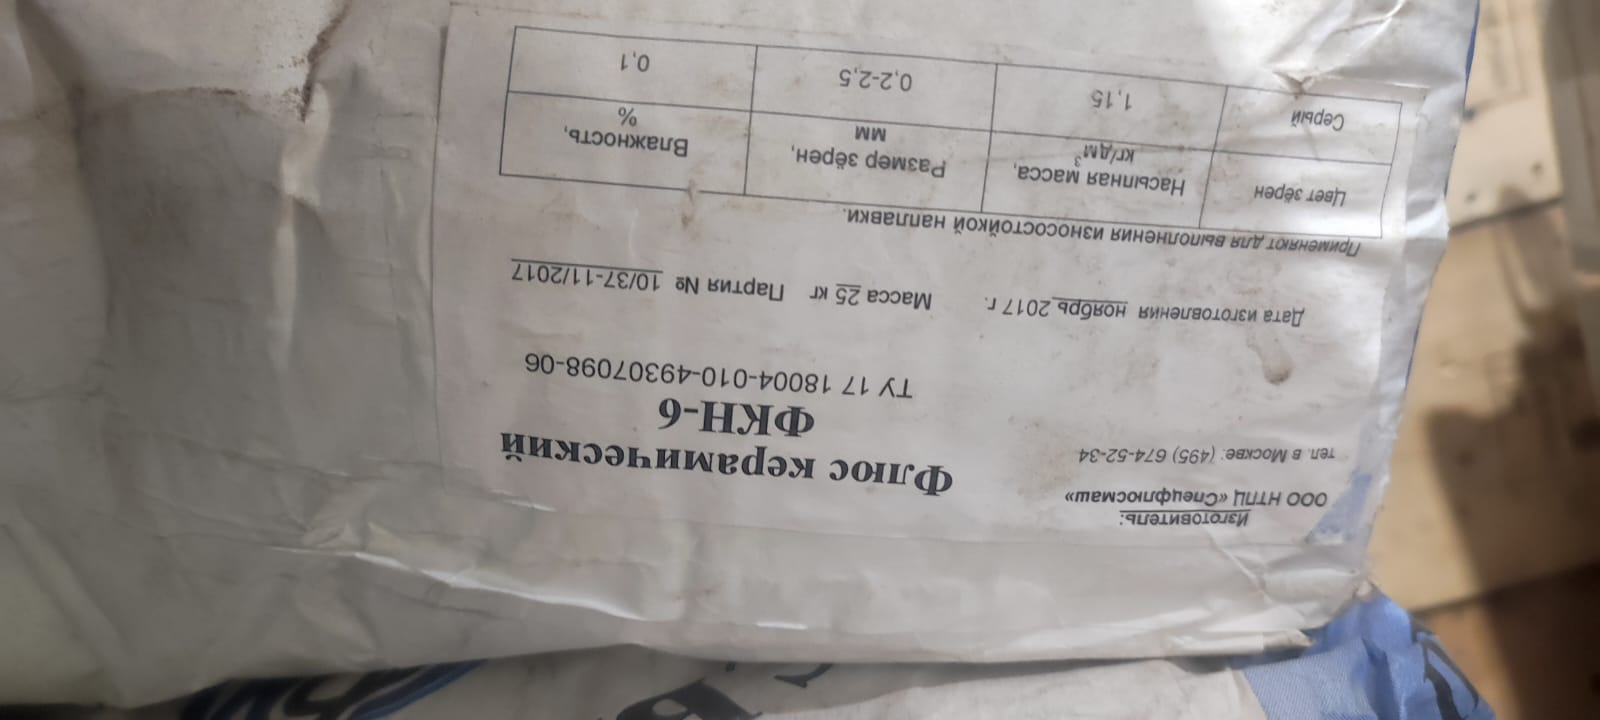 Изготовитель:
ООО НТПЦ «Спецфлюсмаш»
тел. в Москве: (495) 674-52-34
Флюс керамический
ФКН-6
ТУ 17 18004-010-49307098-06
Дата изготовления ноябрь 2017 г. Масса 25 кг Партия № 10/37-11/2017
Применяют для выполнения износостойкой наплавки.
Цвет зёрен Насыпная масса, кг/дм³ Размер зёрен, мм Влажность, %
Серый 1,15 0,2-2,5 0,1